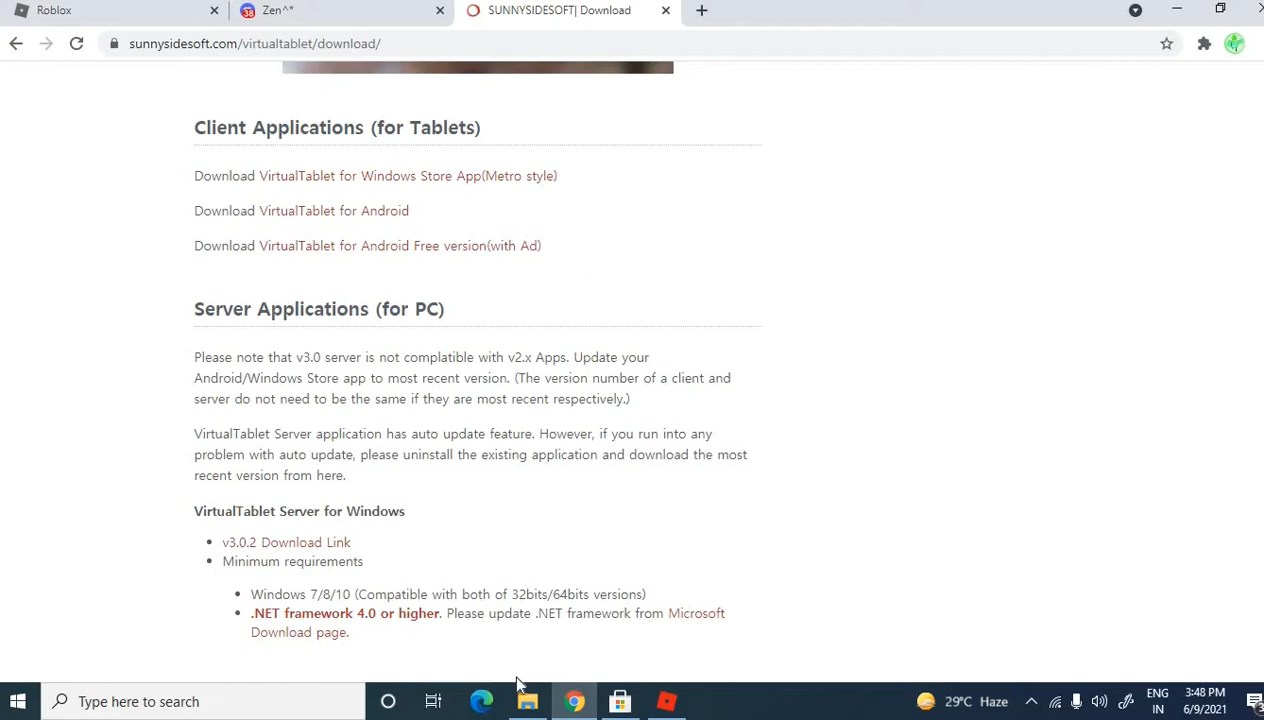 Roblox
38
Zen^*
SUNNYSIDESOFT| Download
sunnysidesoft.com/virtualtablet/download/
Client Applications (for Tablets)
Download VirtualTablet for Windows Store App(Metro style)
Download VirtualTablet for Android
Download VirtualTablet for Android Free version(with Ad)
Server Applications (for PC)
Please note that v3.0 server is not complatible with v2.x Apps. Update your
Android/Windows Store app to most recent version. (The version number of a client and
server do not need to be the same if they are most recent respectively.)
VirtualTablet Server application has auto update feature. However, if you run into any
problem with auto update, please uninstall the existing application and download the most
recent version from here.
VirtualTablet Server for Windows
v3.0.2 Download Link
Minimum requirements
Windows 7/8/10 (Compatible with both of 32bits/64bits versions)
.NET framework 4.0 or higher. Please update .NET framework from Microsoft
Download page.
Type here to search
29°C Haze
ENG
IN
3:48 PM
6/9/2021
3